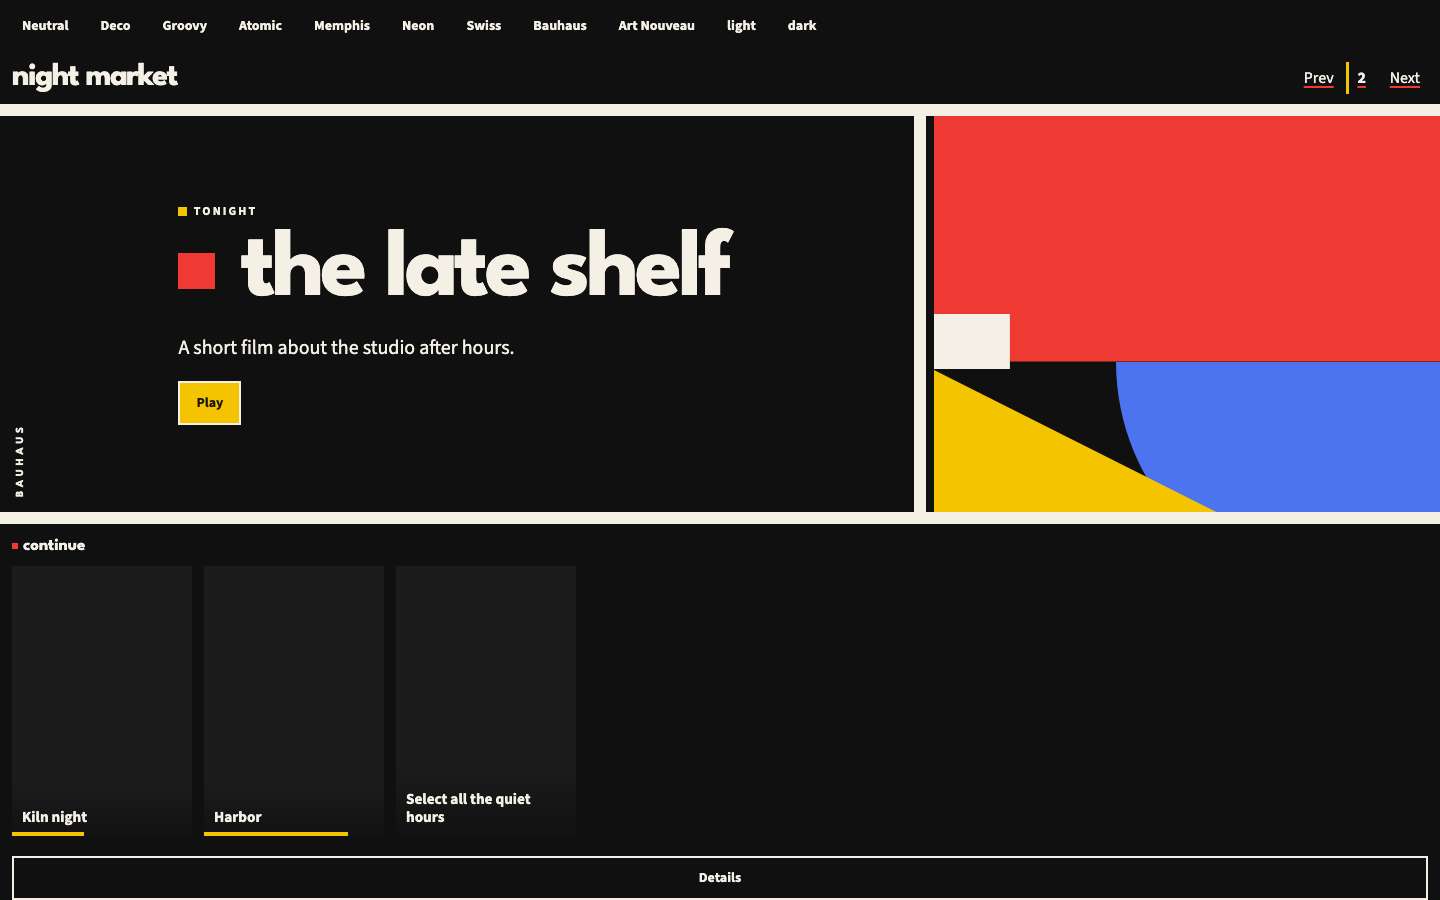 Neutral Deco Groovy Atomic Memphis Neon Swiss Bauhaus Art Nouveau light dark
night market
Prev 2 Next
TONIGHT
the late shelf
A short film about the studio after hours.
Play
BAUHAUS
continue
Kiln night
Harbor
Select all the quiet
hours
Details